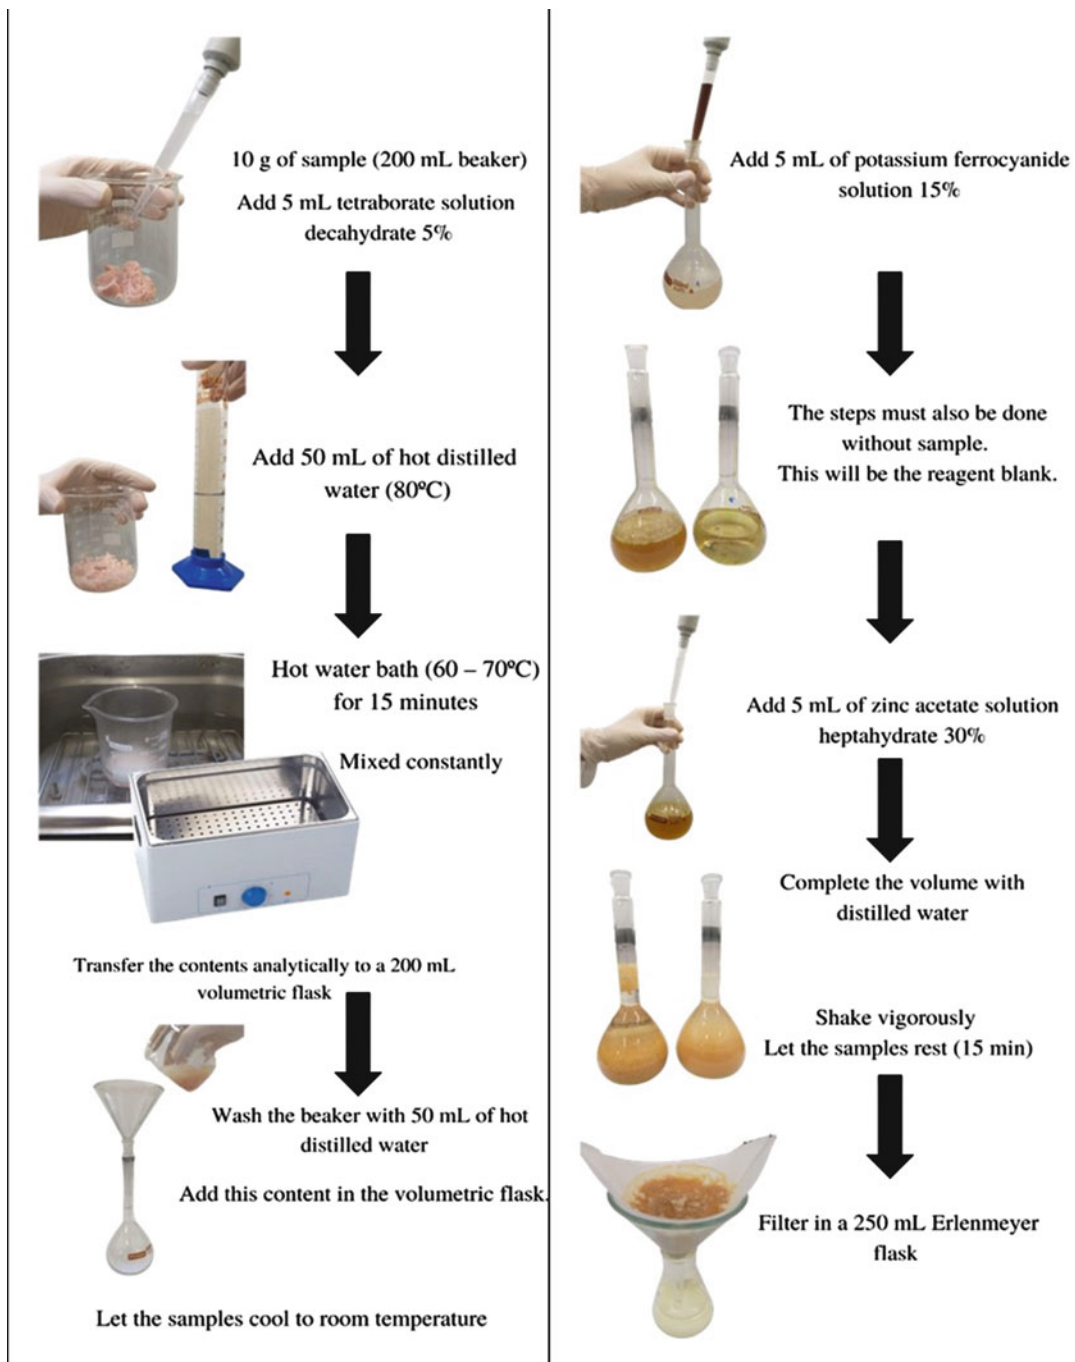 10 g of sample (200 mL beaker)
Add 5 mL tetraborate solution
decahydrate 5%
Add 50 mL of hot distilled
water (80ºC)
Hot water bath (60 – 70ºC)
for 15 minutes
Mixed constantly
Transfer the contents analytically to a 200 mL
volumetric flask
Wash the beaker with 50 mL of hot
distilled water
Add this content in the volumetric flask.
Let the samples cool to room temperature
Add 5 mL of potassium ferrocyanide
solution 15%
The steps must also be done
without sample.
This will be the reagent blank.
Add 5 mL of zinc acetate solution
heptahydrate 30%
Complete the volume with
distilled water
Shake vigorously
Let the samples rest (15 min)
Filter in a 250 mL Erlenmeyer
flask